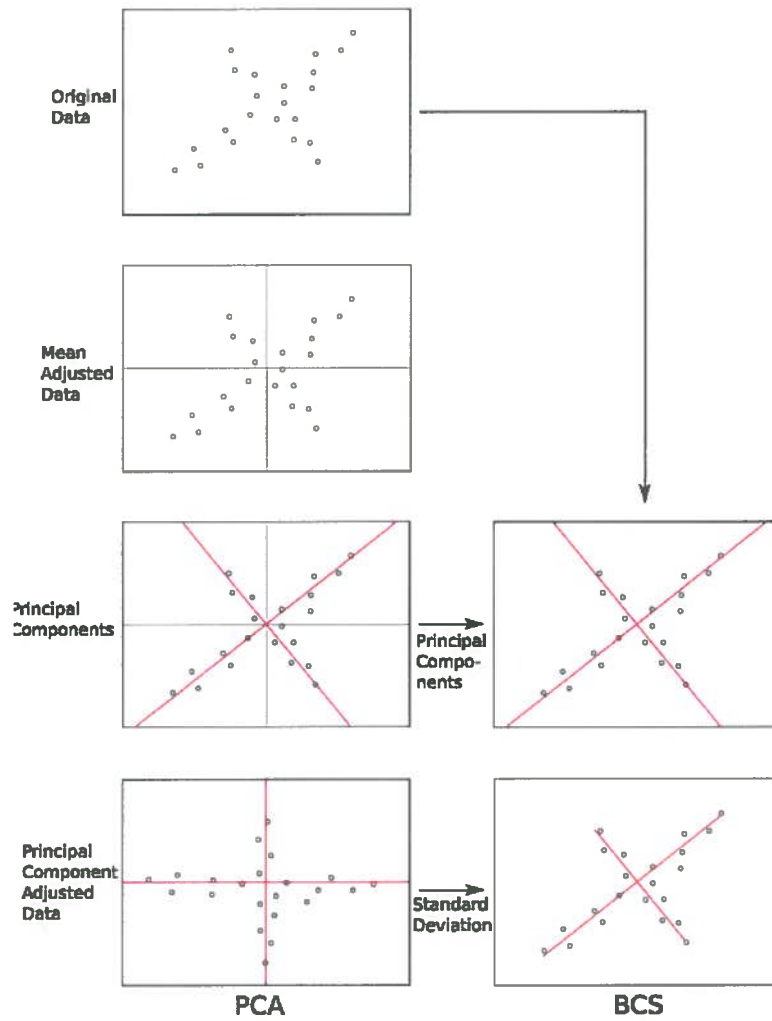 Original
Data
Mean
Adjusted
Data
Principal
Components
Principal
Compo-
nents
Principal
Component
Adjusted
Data
Standard
Deviation
PCA
BCS